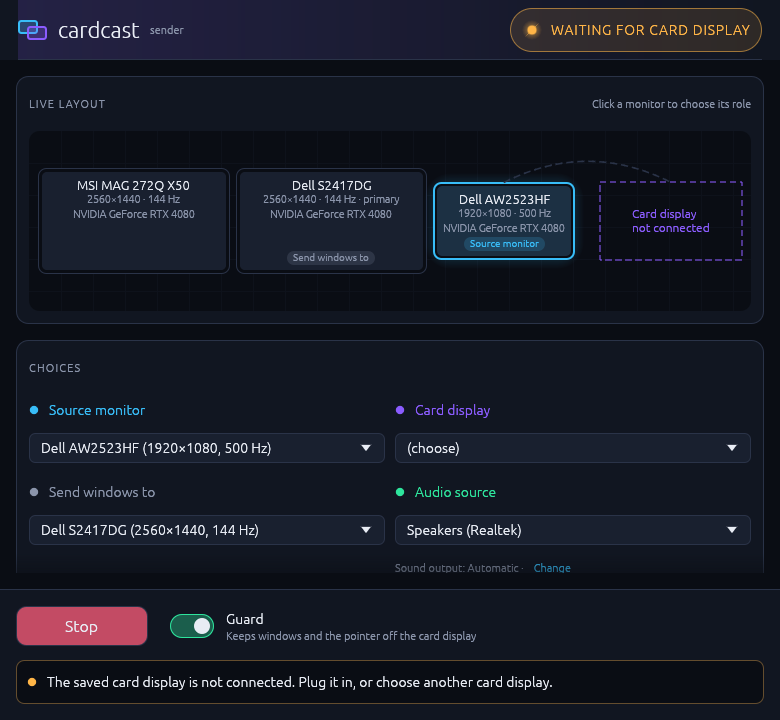 cardcast sender
WAITING FOR CARD DISPLAY
LIVE LAYOUT
Click a monitor to choose its role
MSI MAG 272Q X50
2560×1440 · 144 Hz
NVIDIA GeForce RTX 4080
Dell S2417DG
2560×1440 · 144 Hz · primary
NVIDIA GeForce RTX 4080
Send windows to
Dell AW2523HF
1920×1080 · 500 Hz
NVIDIA GeForce RTX 4080
Source monitor
Card display
not connected
CHOICES
Source monitor
Card display
Dell AW2523HF (1920×1080, 500 Hz)
(choose)
Send windows to
Audio source
Dell S2417DG (2560×1440, 144 Hz)
Speakers (Realtek)
Sound output: Automatic · Change
Stop
Guard
Keeps windows and the pointer off the card display
The saved card display is not connected. Plug it in, or choose another card display.